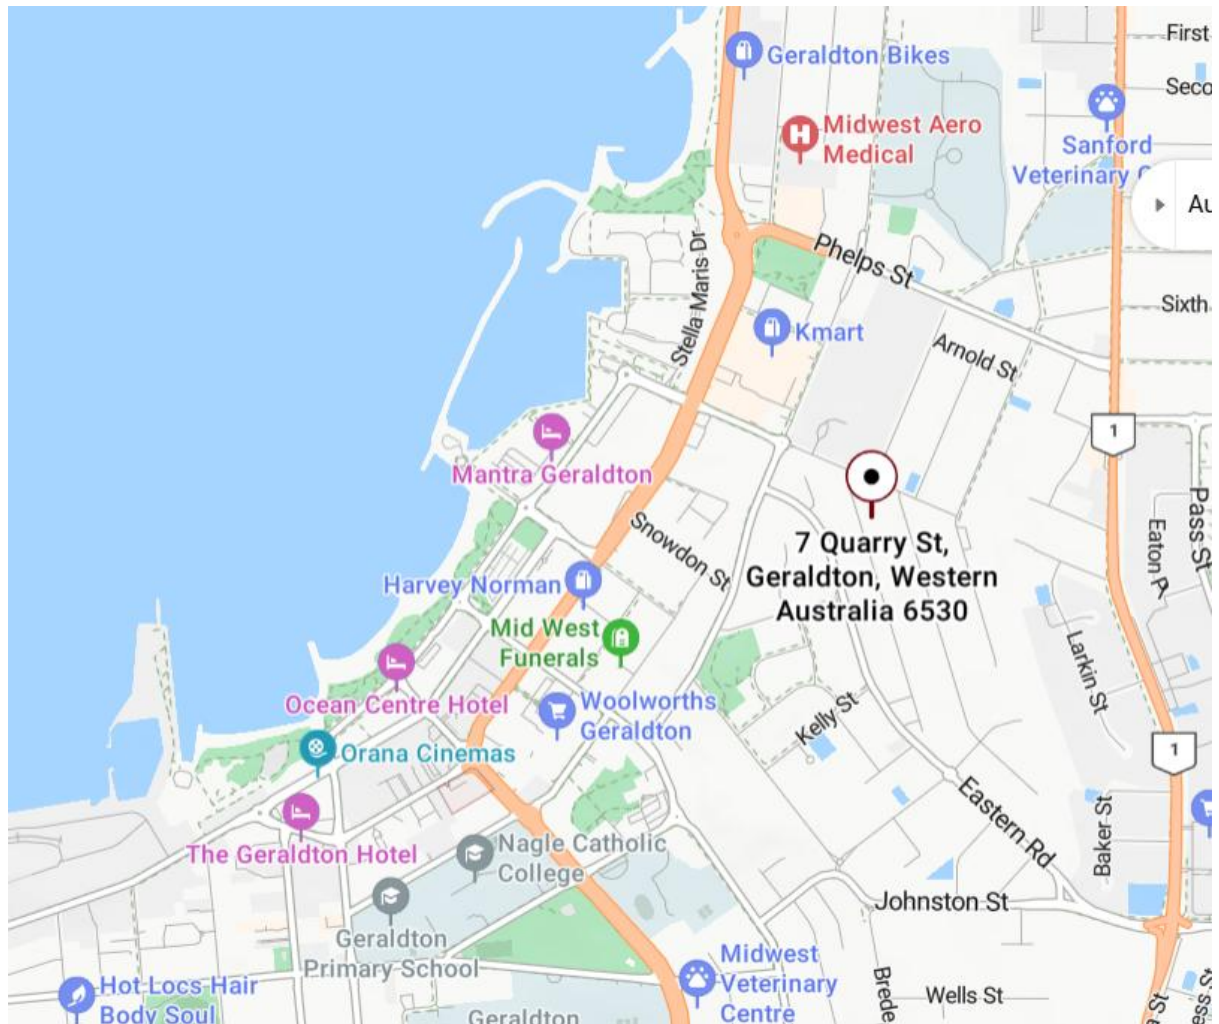 First
Geraldton Bikes
Seco
Midwest Aero
Medical
Sanford
Veterinary C
Au
Stella Maris Dr
Phelps St
Sixth
Kmart
Arnold St
1
Mantra Geraldton
Pass St
Snowdon St
7 Quarry St,
Geraldton, Western
Australia 6530
Eaton Pl
Harvey Norman
Mid West
Funerals
Larkin St
Ocean Centre Hotel
Woolworths
Geraldton
Kelly St
Orana Cinemas
1
Eastern Rd
Baker St
The Geraldton Hotel
Nagle Catholic
College
Johnston St
Geraldton
Primary School
Midwest
Veterinary
Centre
Hot Locs Hair
Body Soul
Geraldton
Brede
Wells St